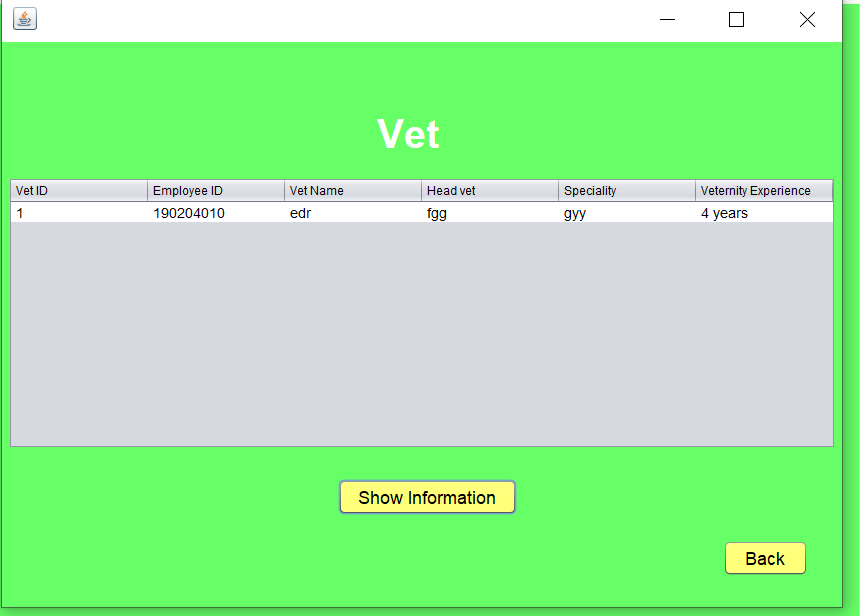 Vet
Vet ID Employee ID Vet Name Head vet Speciality Veternity Experience
1 190204010 edr fgg gyy 4 years
Show Information
Back